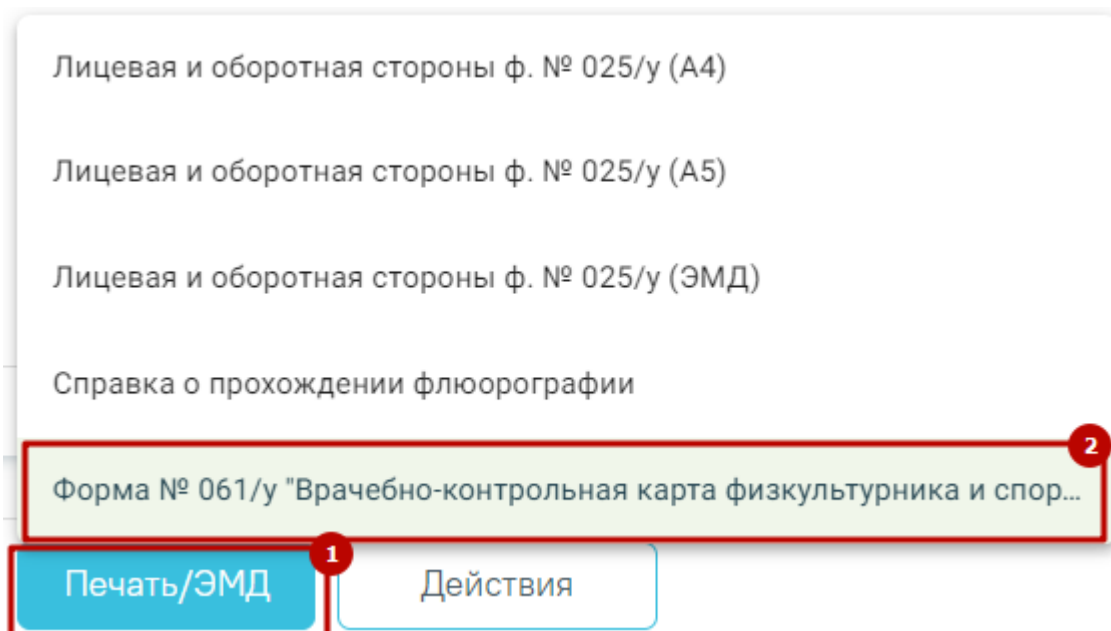 Лицевая и оборотная стороны ф. № 025/у (А4)
Лицевая и оборотная стороны ф. № 025/у (А5)
Лицевая и оборотная стороны ф. № 025/у (ЭМД)
Справка о прохождении флюорографии
2
Форма № 061/у "Врачебно-контрольная карта физкультурника и спор...
1
Печать/ЭМД
Действия